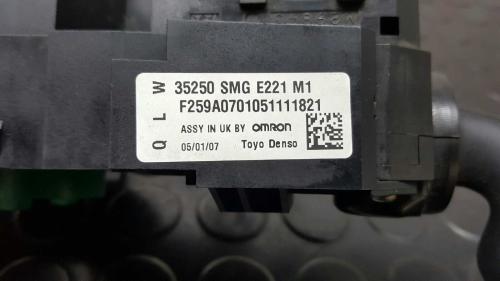 35250 SMG E221 M1
F259A0701051111821
ASSY IN UK BY OMRON
05/01/07 Toyo Denso
Q L W